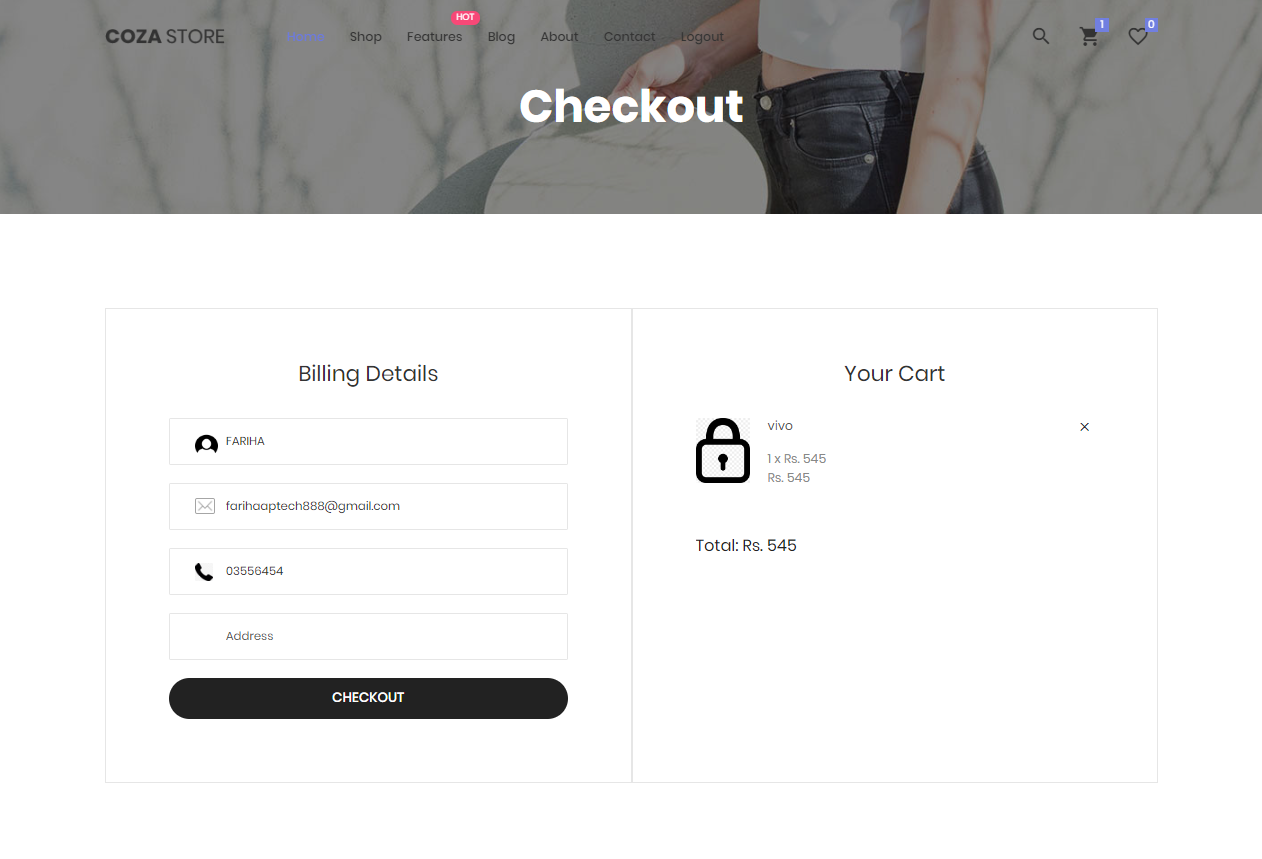 HOT
COZA STORE Home Shop Features Blog About Contact Logout 1 0
Checkout
Billing Details
FARIHA
farihaaptech888@gmail.com
03556454
Address
CHECKOUT
Your Cart
vivo
1 x Rs. 545
Rs. 545
Total: Rs. 545